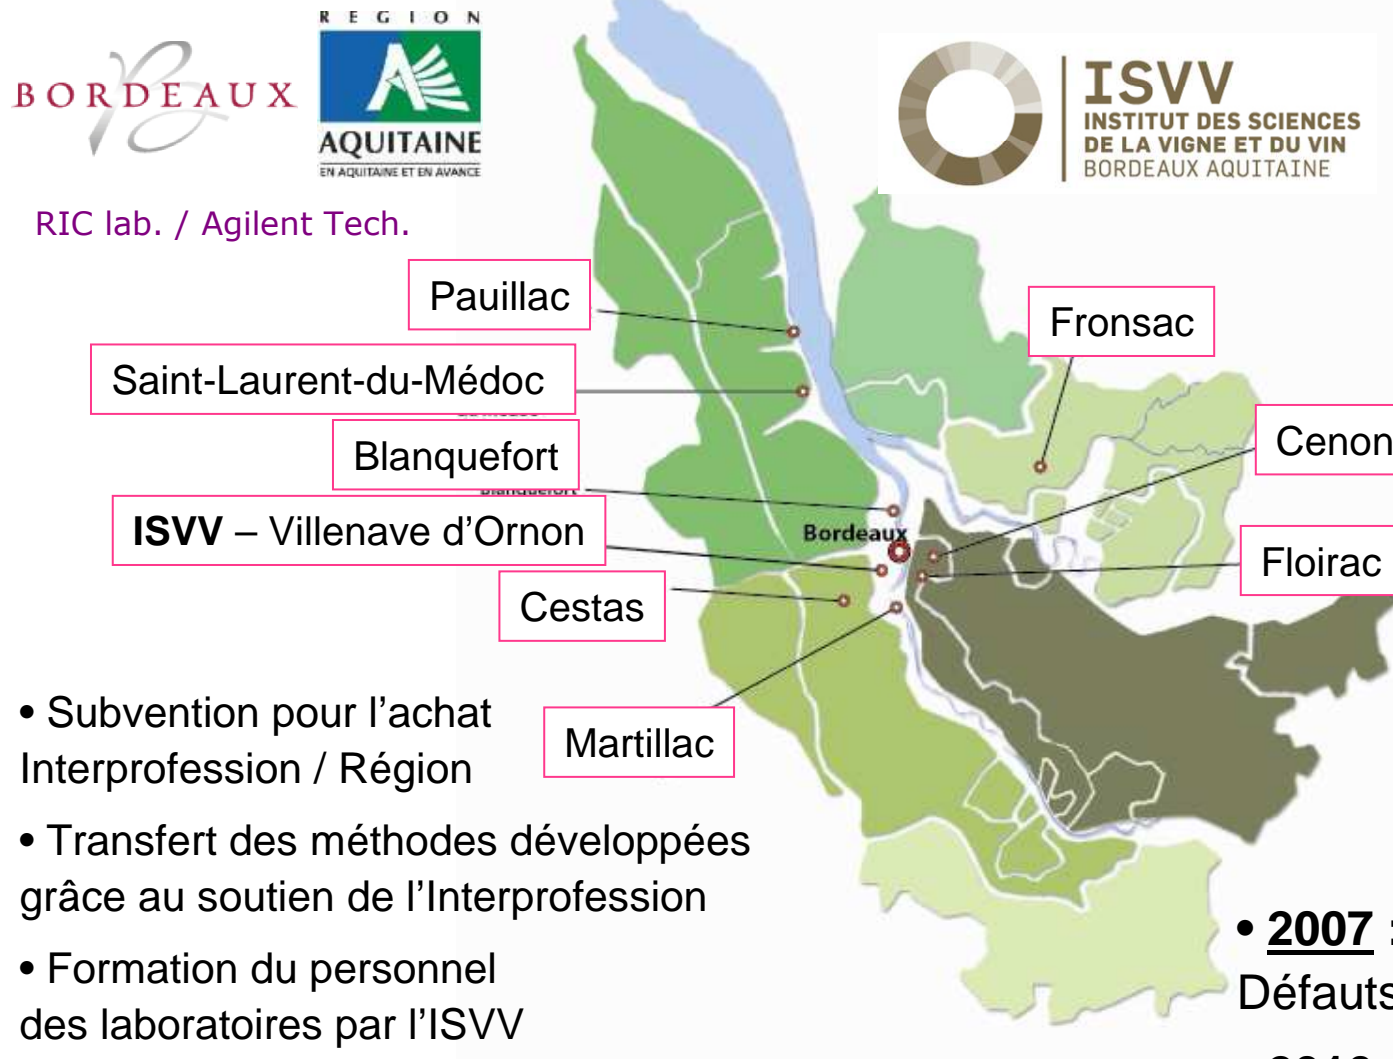 REGION
BORDEAUX
AQUITAINE
EN AQUITAINE ET EN AVANCE
ISVV
INSTITUT DES SCIENCES
DE LA VIGNE ET DU VIN
BORDEAUX AQUITAINE
RIC lab. / Agilent Tech.
Pauillac
Fronsac
Saint-Laurent-du-Médoc
Cenon
Blanquefort
ISVV – Villenave d’Ornon
Bordeaux
Floirac
Cestas
Martillac
• Subvention pour l’achat
Interprofession / Région
• Transfert des méthodes développées
grâce au soutien de l’Interprofession
• Formation du personnel
des laboratoires par l’ISVV
• 2007 :
Défauts